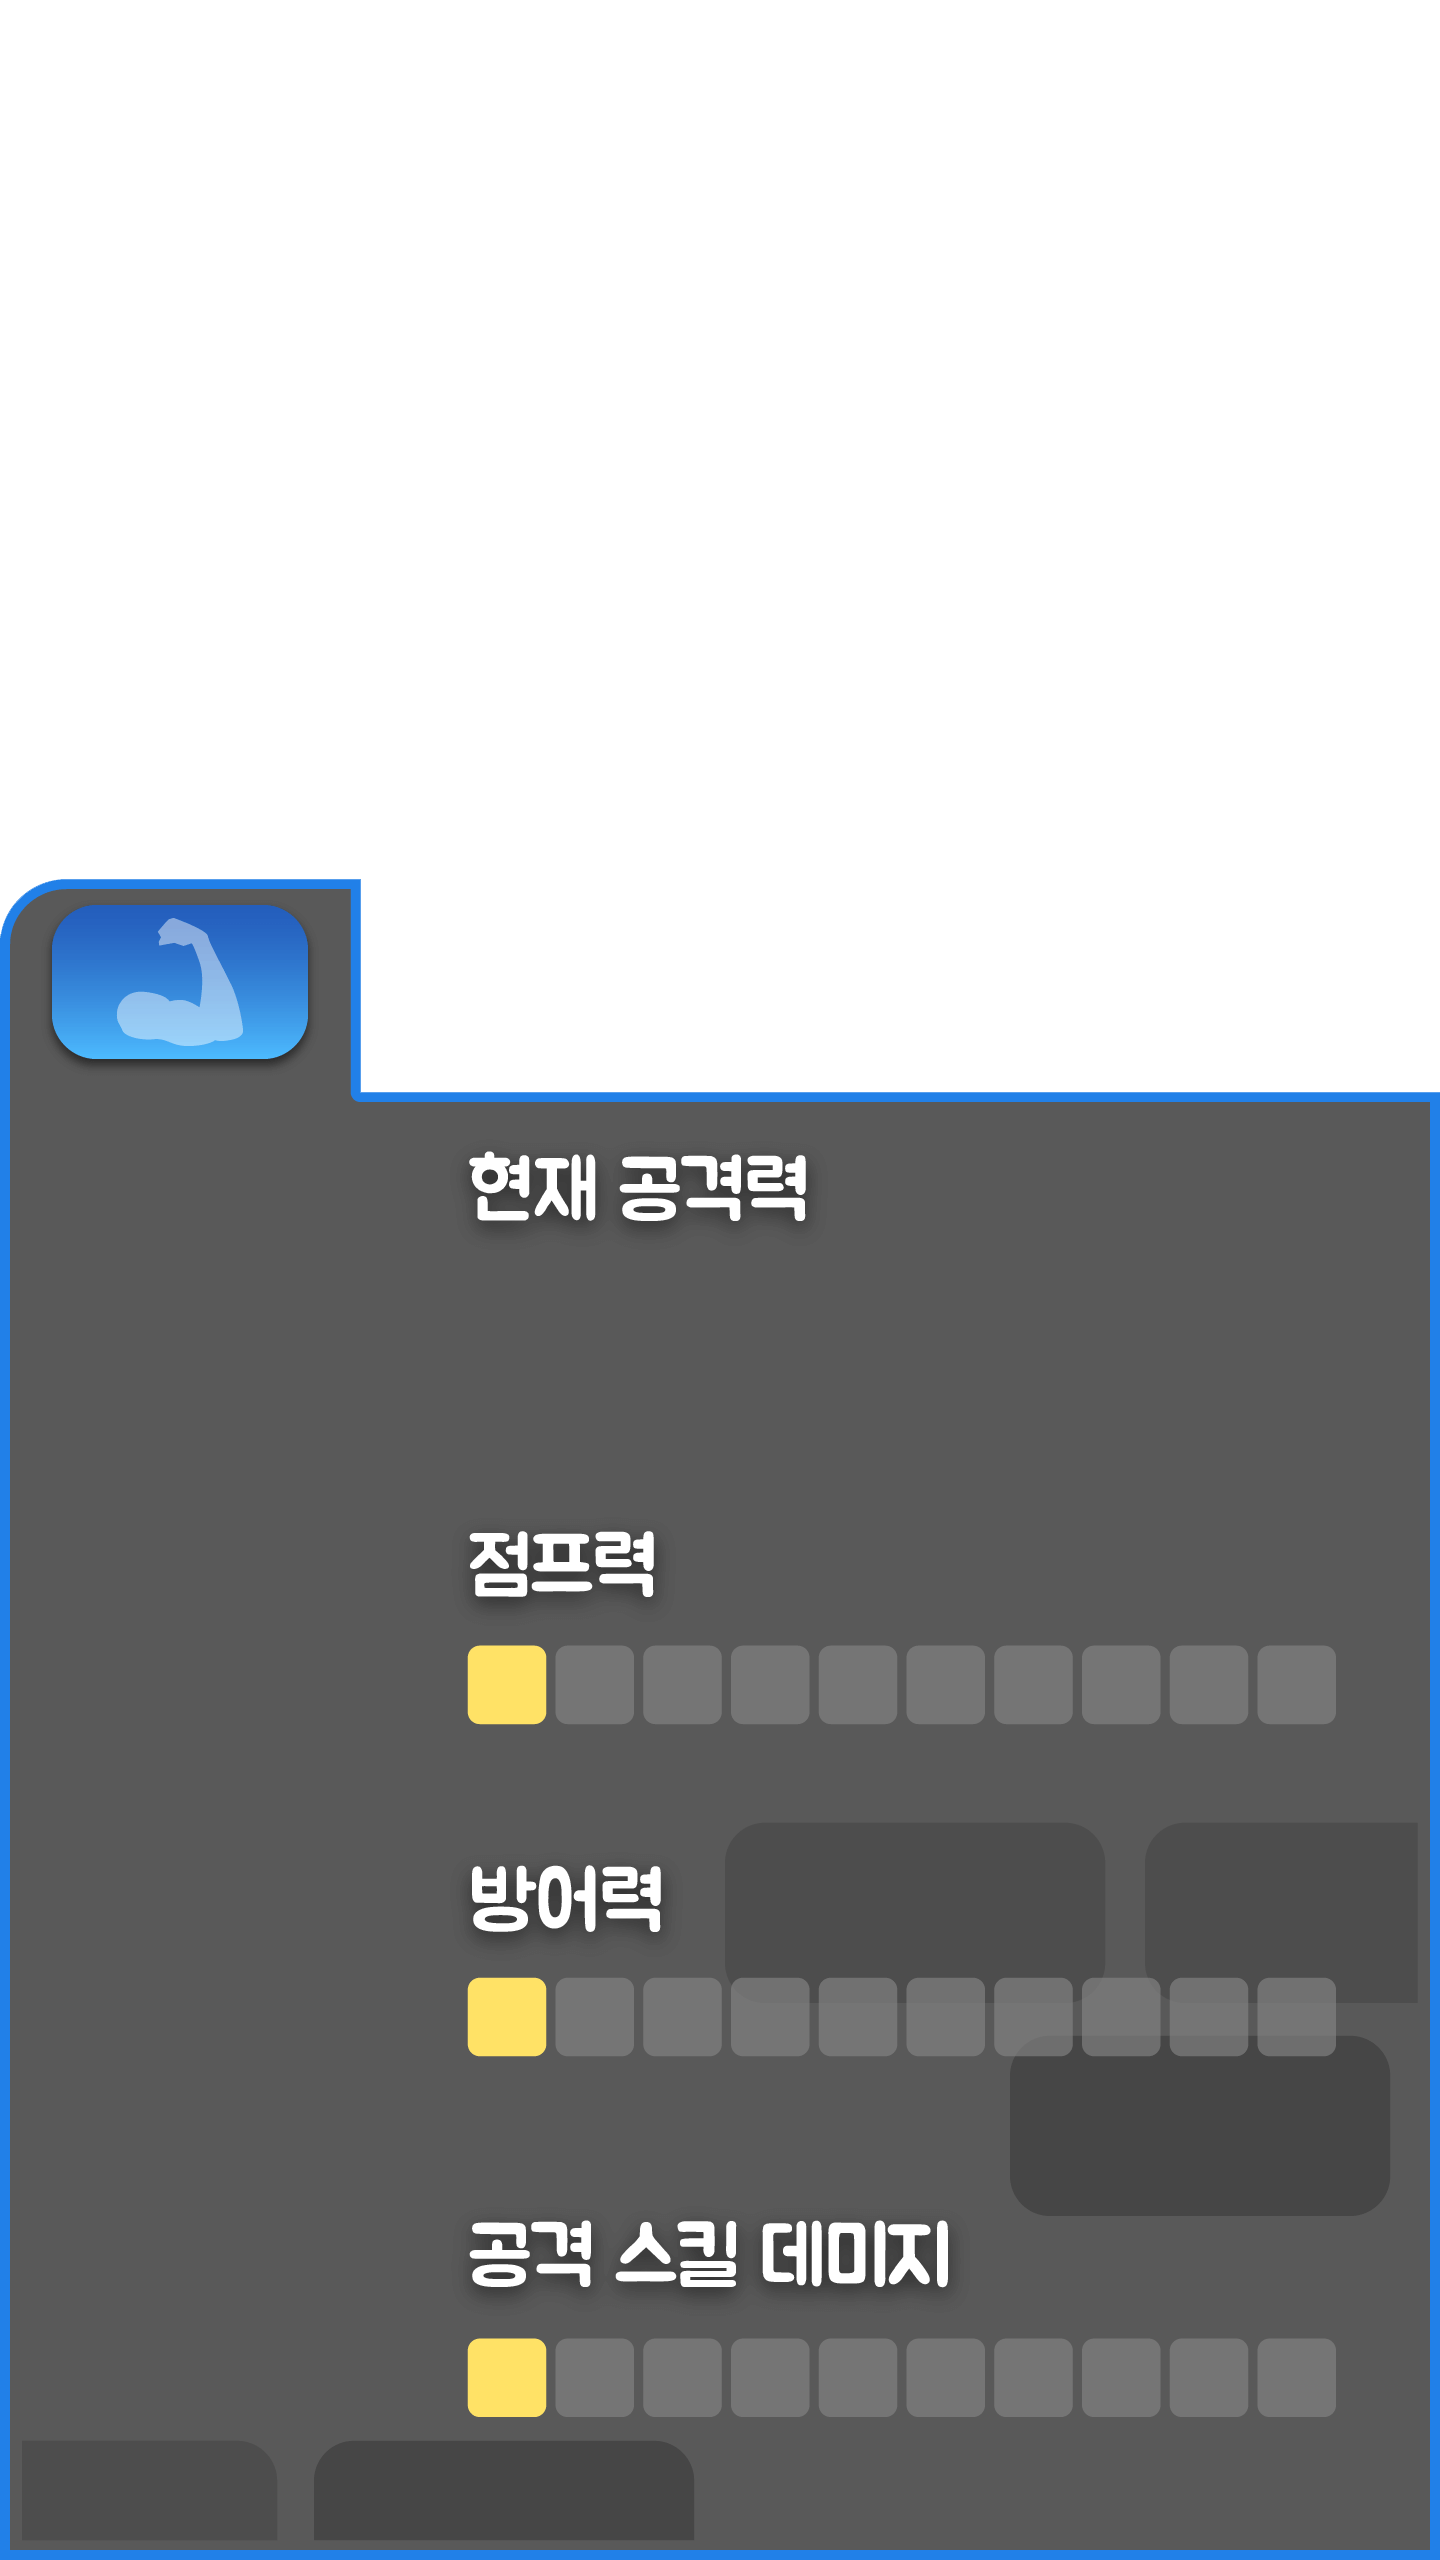 현재 공격력
점프력
방어력
공격 스킬 데미지